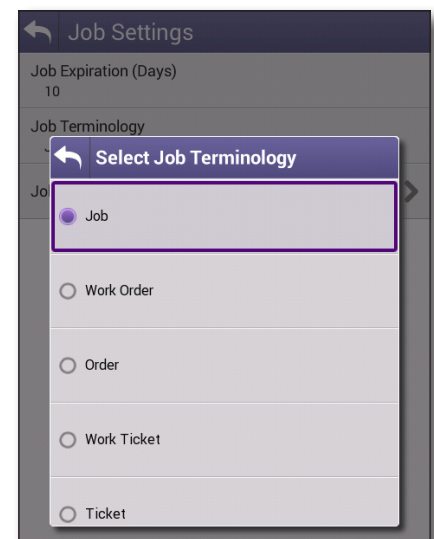 Job Settings
Job Expiration (Days)
10
Job Terminology
Select Job Terminology
Job
Work Order
Order
Work Ticket
Ticket